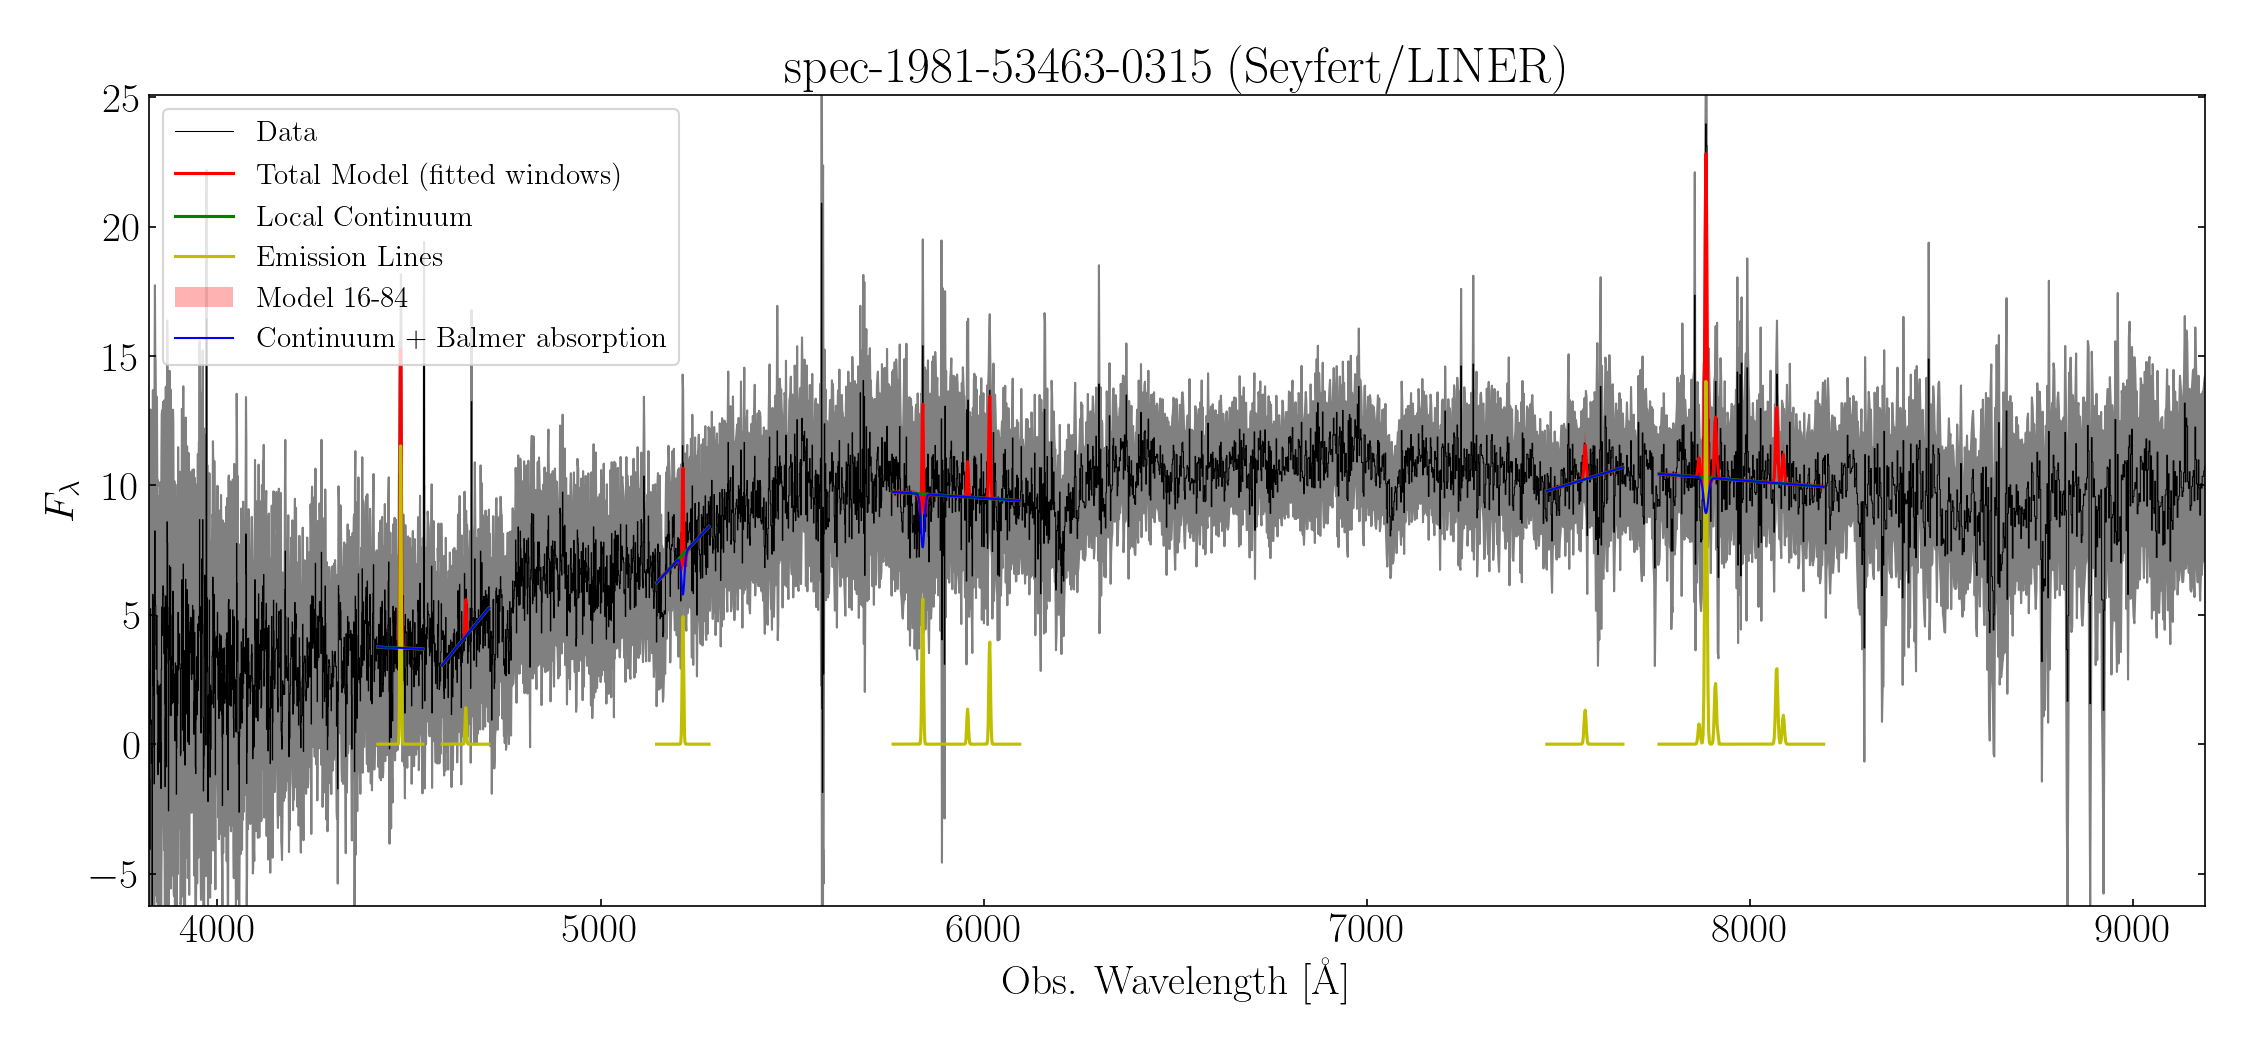 spec-1981-53463-0315 (Seyfert/LINER)
25
20
15
10
5
0
−5
F_λ
Data
Total Model (fitted windows)
Local Continuum
Emission Lines
Model 16-84
Continuum + Balmer absorption
4000 5000 6000 7000 8000 9000
Obs. Wavelength [Å]